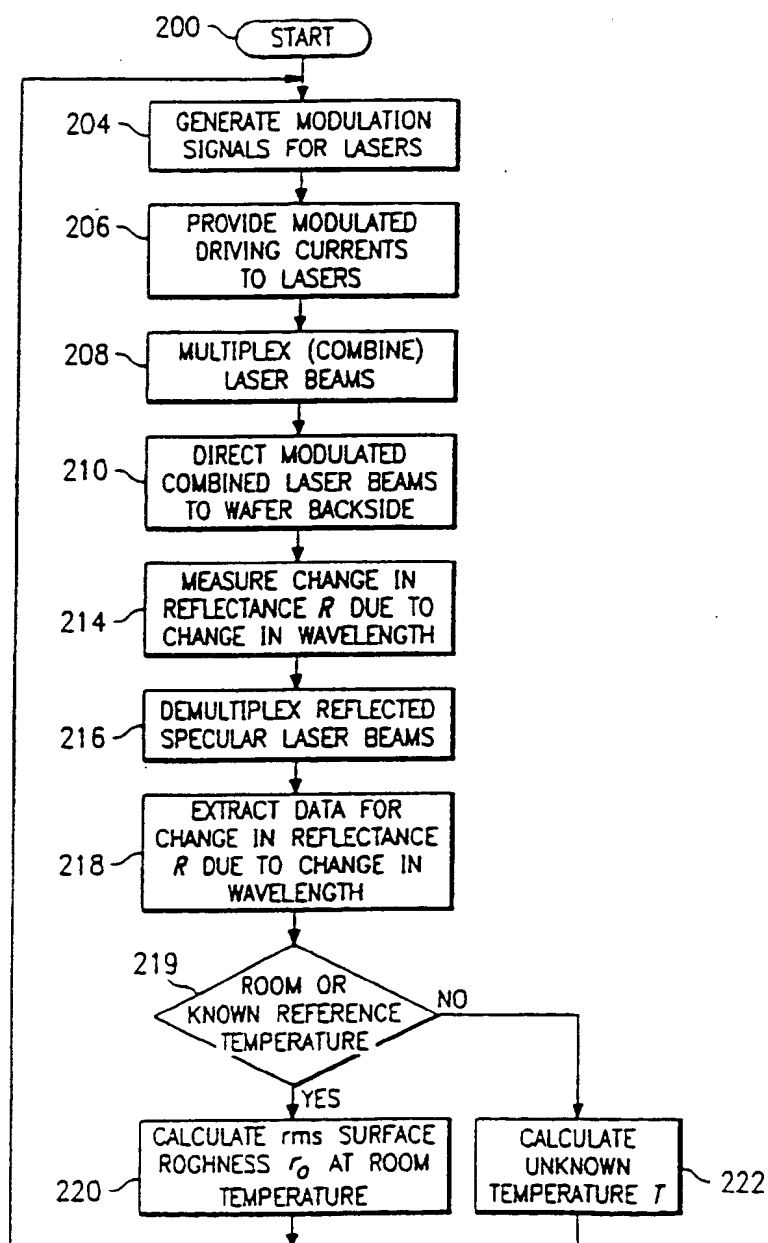 200
START
204
GENERATE MODULATION
SIGNALS FOR LASERS
206
PROVIDE MODULATED
DRIVING CURRENTS
TO LASERS
208
MULTIPLEX (COMBINE)
LASER BEAMS
210
DIRECT MODULATED
COMBINED LASER BEAMS
TO WAFER BACKSIDE
214
MEASURE CHANGE IN
REFLECTANCE R DUE TO
CHANGE IN WAVELENGTH
216
DEMULTIPLEX REFLECTED
SPECULAR LASER BEAMS
218
EXTRACT DATA FOR
CHANGE IN REFLECTANCE
R DUE TO CHANGE IN
WAVELENGTH
219
ROOM OR
KNOWN REFERENCE
TEMPERATURE
NO
YES
220
CALCULATE rms SURFACE
ROGHNESS ro AT ROOM
TEMPERATURE
CALCULATE
UNKNOWN
TEMPERATURE T
222